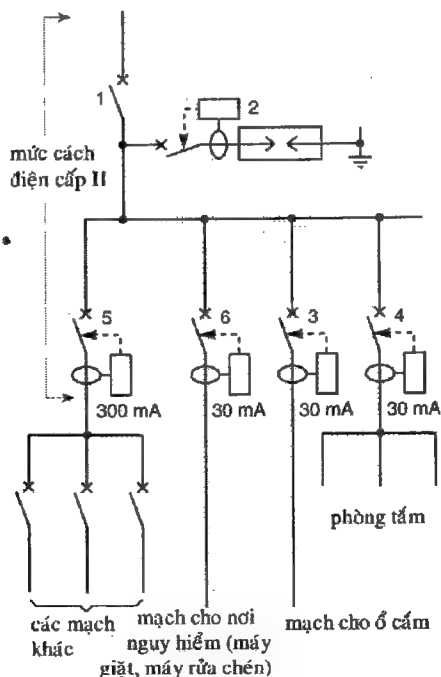 1
2
mức cách
điện cấp II
5
6
3
4
300 mA
30 mA
30 mA
30 mA
phòng tắm
các mạch
khác
mạch cho nơi
nguy hiểm (máy
giặt, máy rửa chén)
mạch cho ổ cắm